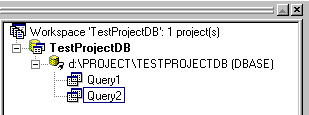 Workspace 'TestProjectDB': 1 project(s)
TestProjectDB
d:\PROJECT\TESTPROJECTDB (DBASE)
Query1
Query2